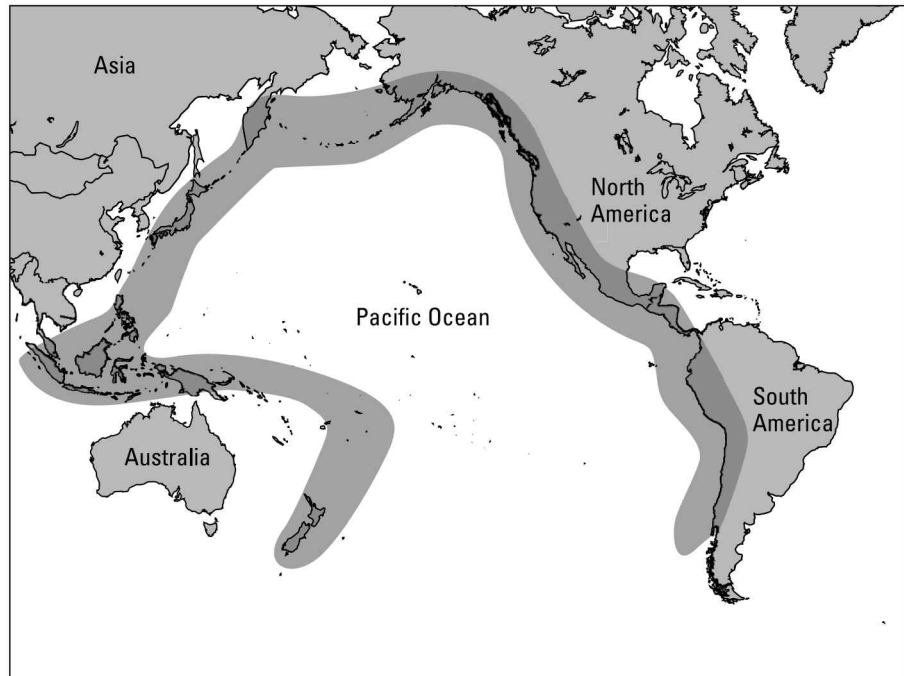 Asia
North
America
Pacific Ocean
South
America
Australia